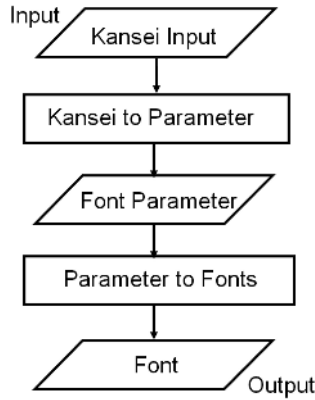 Input
Kansei Input
Kansei to Parameter
Font Parameter
Parameter to Fonts
Font
Output